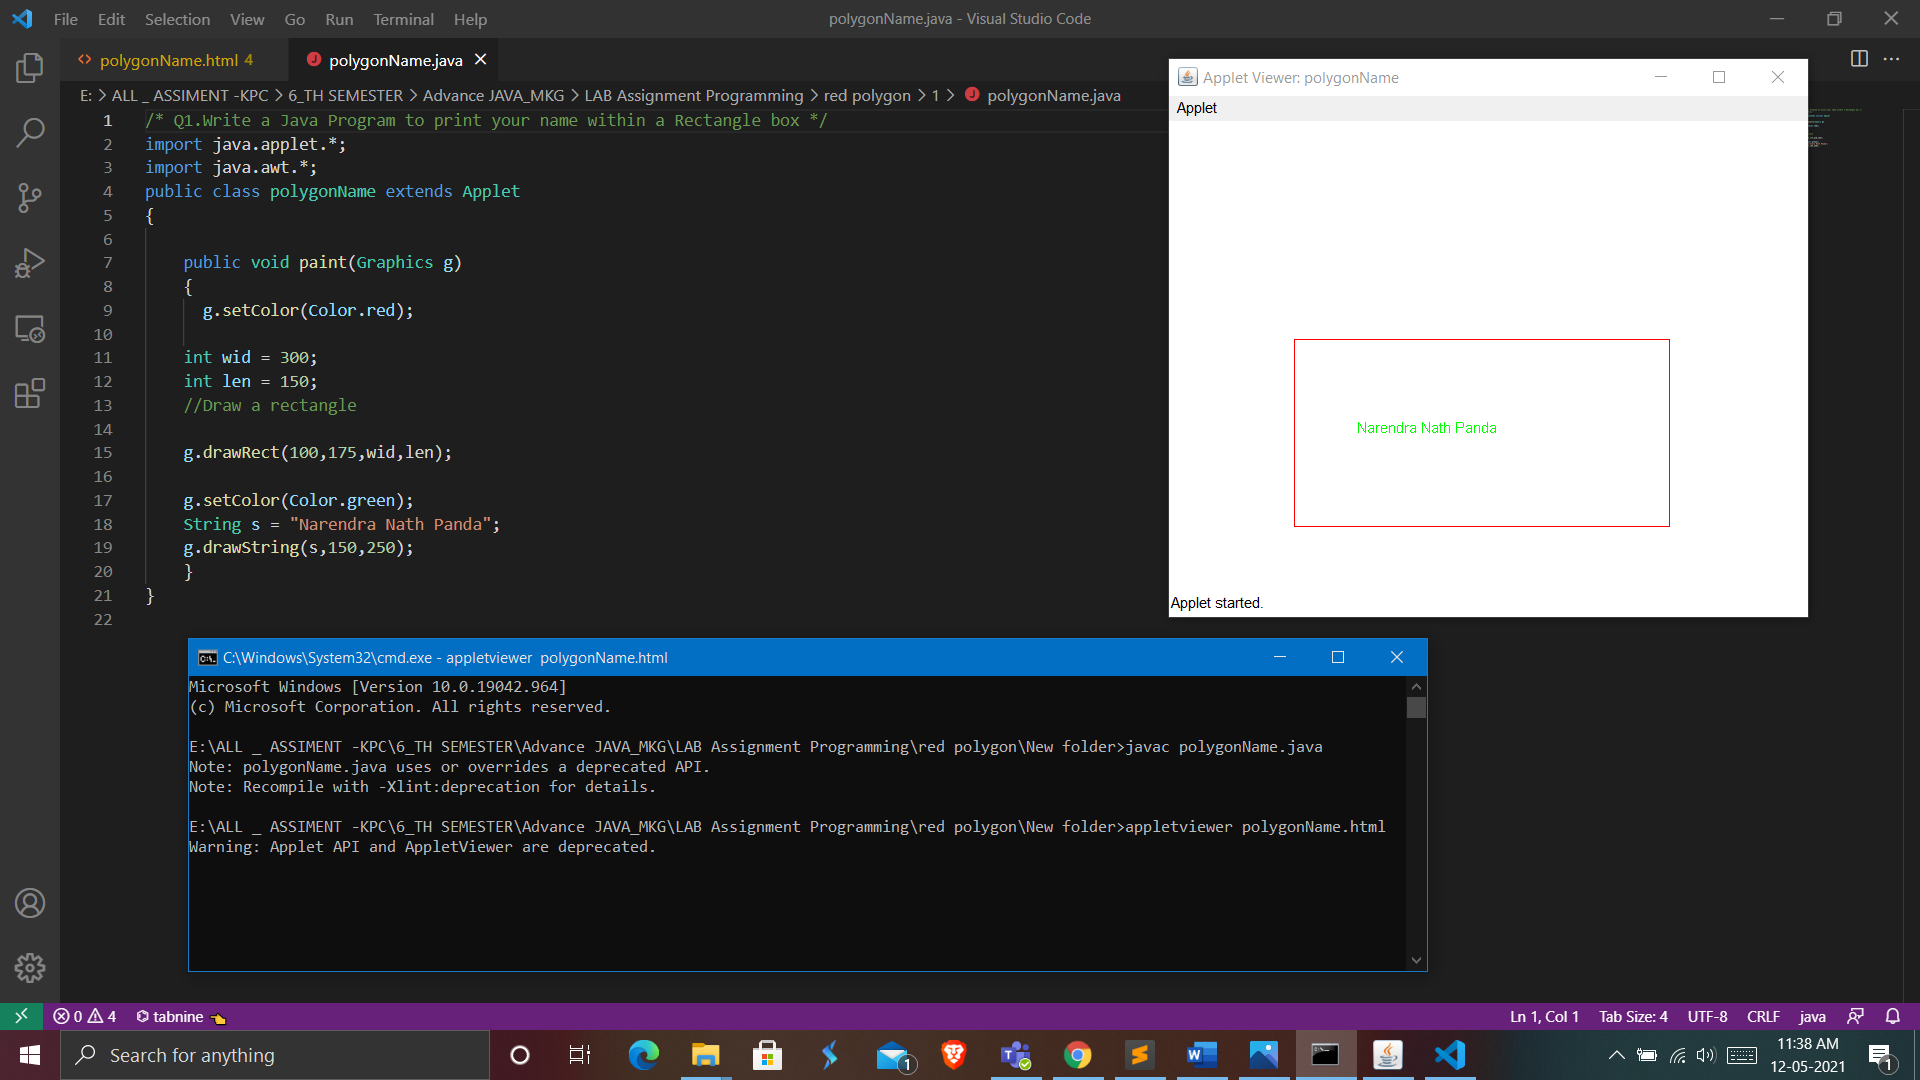 File Edit Selection View Go Run Terminal Help
polygonName.java - Visual Studio Code
polygonName.html 4
polygonName.java
E: > ALL _ ASSIMENT -KPC > 6_TH SEMESTER > Advance JAVA_MKG > LAB Assignment Programming > red polygon > 1 > polygonName.java
1 /* Q1.Write a Java Program to print your name within a Rectangle box */
2 import java.applet.*;
3 import java.awt.*;
4 public class polygonName extends Applet
5 {
6
7 public void paint(Graphics g)
8 {
9 g.setColor(Color.red);
10
11 int wid = 300;
12 int len = 150;
13 //Draw a rectangle
14
15 g.drawRect(100,175,wid,len);
16
17 g.setColor(Color.green);
18 String s = "Narendra Nath Panda";
19 g.drawString(s,150,250);
20 }
21 }
22
Applet Viewer: polygonName
Applet
Narendra Nath Panda
Applet started.
C:\Windows\System32\cmd.exe - appletviewer polygonName.html
Microsoft Windows [Version 10.0.19042.964]
(c) Microsoft Corporation. All rights reserved.
E:\ALL _ ASSIMENT -KPC\6_TH SEMESTER\Advance JAVA_MKG\LAB Assignment Programming\red polygon\New folder>javac polygonName.java
Note: polygonName.java uses or overrides a deprecated API.
Note: Recompile with -Xlint:deprecation for details.
E:\ALL _ ASSIMENT -KPC\6_TH SEMESTER\Advance JAVA_MKG\LAB Assignment Programming\red polygon\New folder>appletviewer polygonName.html
Warning: Applet API and AppletViewer are deprecated.
0 4 tabnine
Ln 1, Col 1 Tab Size: 4 UTF-8 CRLF java
Search for anything
1
11:38 AM
12-05-2021
1